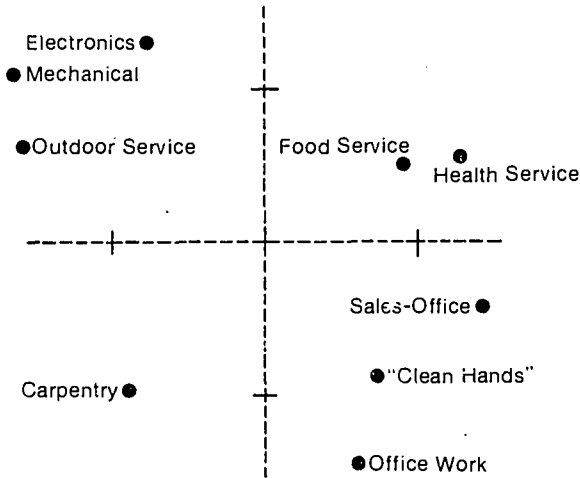 Electronics
Mechanical
Outdoor Service
Food Service
Health Service
Sales-Office
"Clean Hands"
Carpentry
Office Work